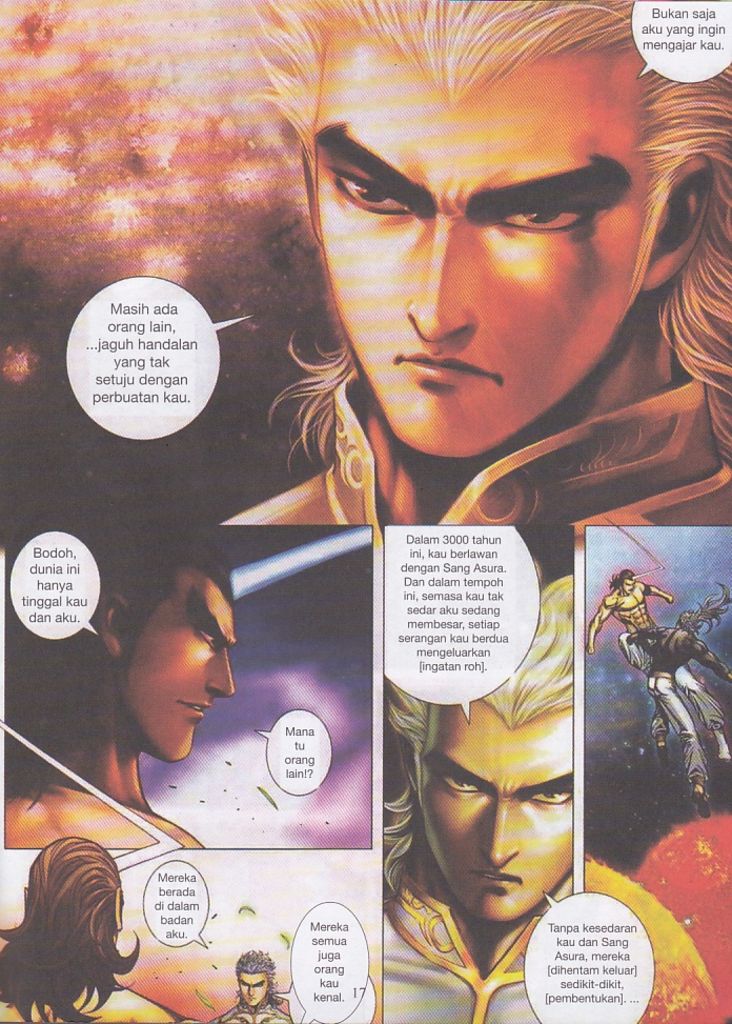 Bukan saja
aku yang ingin
mengajar kau.
Masih ada
orang lain,
...jaguh handalan
yang tak
setuju dengan
perbuatan kau.
Bodoh,
dunia ini
hanya
tinggal kau
dan aku.
Mana
tu
orang
lain!?
Mereka
berada
di dalam
badan
aku.
Mereka
semua
juga
orang
kau
kenal.
Dalam 3000 tahun
ini, kau berlawan
dengan Sang Asura.
Dan dalam tempoh
ini, semasa kau tak
sedar aku sedang
membesar, setiap
serangan kau berdua
mengeluarkan
[ingatan roh].
Tanpa kesedaran
kau dan Sang
Asura, mereka
[dihentam keluar]
sedikit-dikit,
[pembentukan]. ...
17